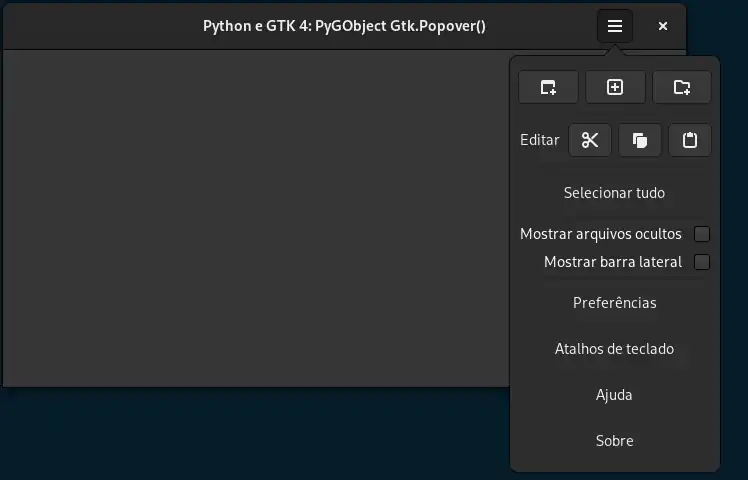 Python e GTK 4: PyGObject Gtk.Popover()
Editar
Selecionar tudo
Mostrar arquivos ocultos
Mostrar barra lateral
Preferências
Atalhos de teclado
Ajuda
Sobre